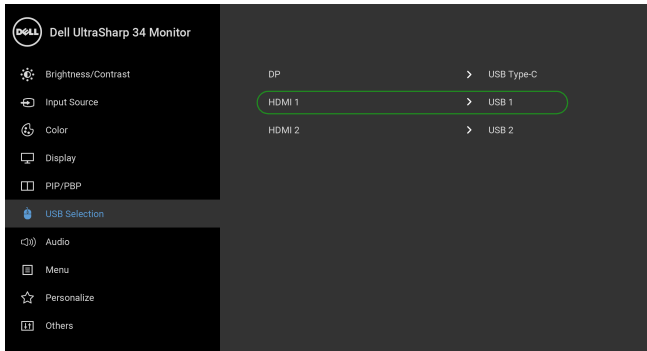 DELL Dell UltraSharp 34 Monitor
Brightness/Contrast
DP > USB Type-C
Input Source
HDMI 1 > USB 1
Color
HDMI 2 > USB 2
Display
PIP/PBP
USB Selection
Audio
Menu
Personalize
Others